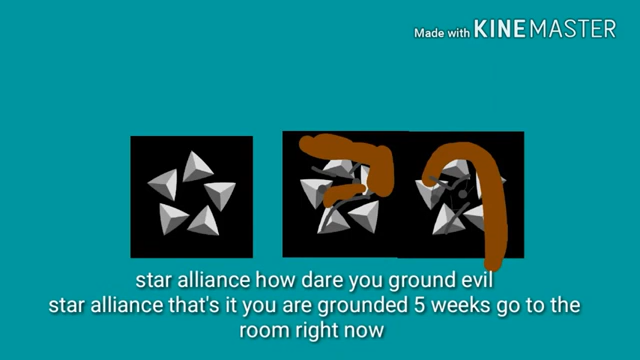 Made with KINEMASTER
star alliance how dare you ground evil
star alliance that's it you are grounded 5 weeks go to the
room right now